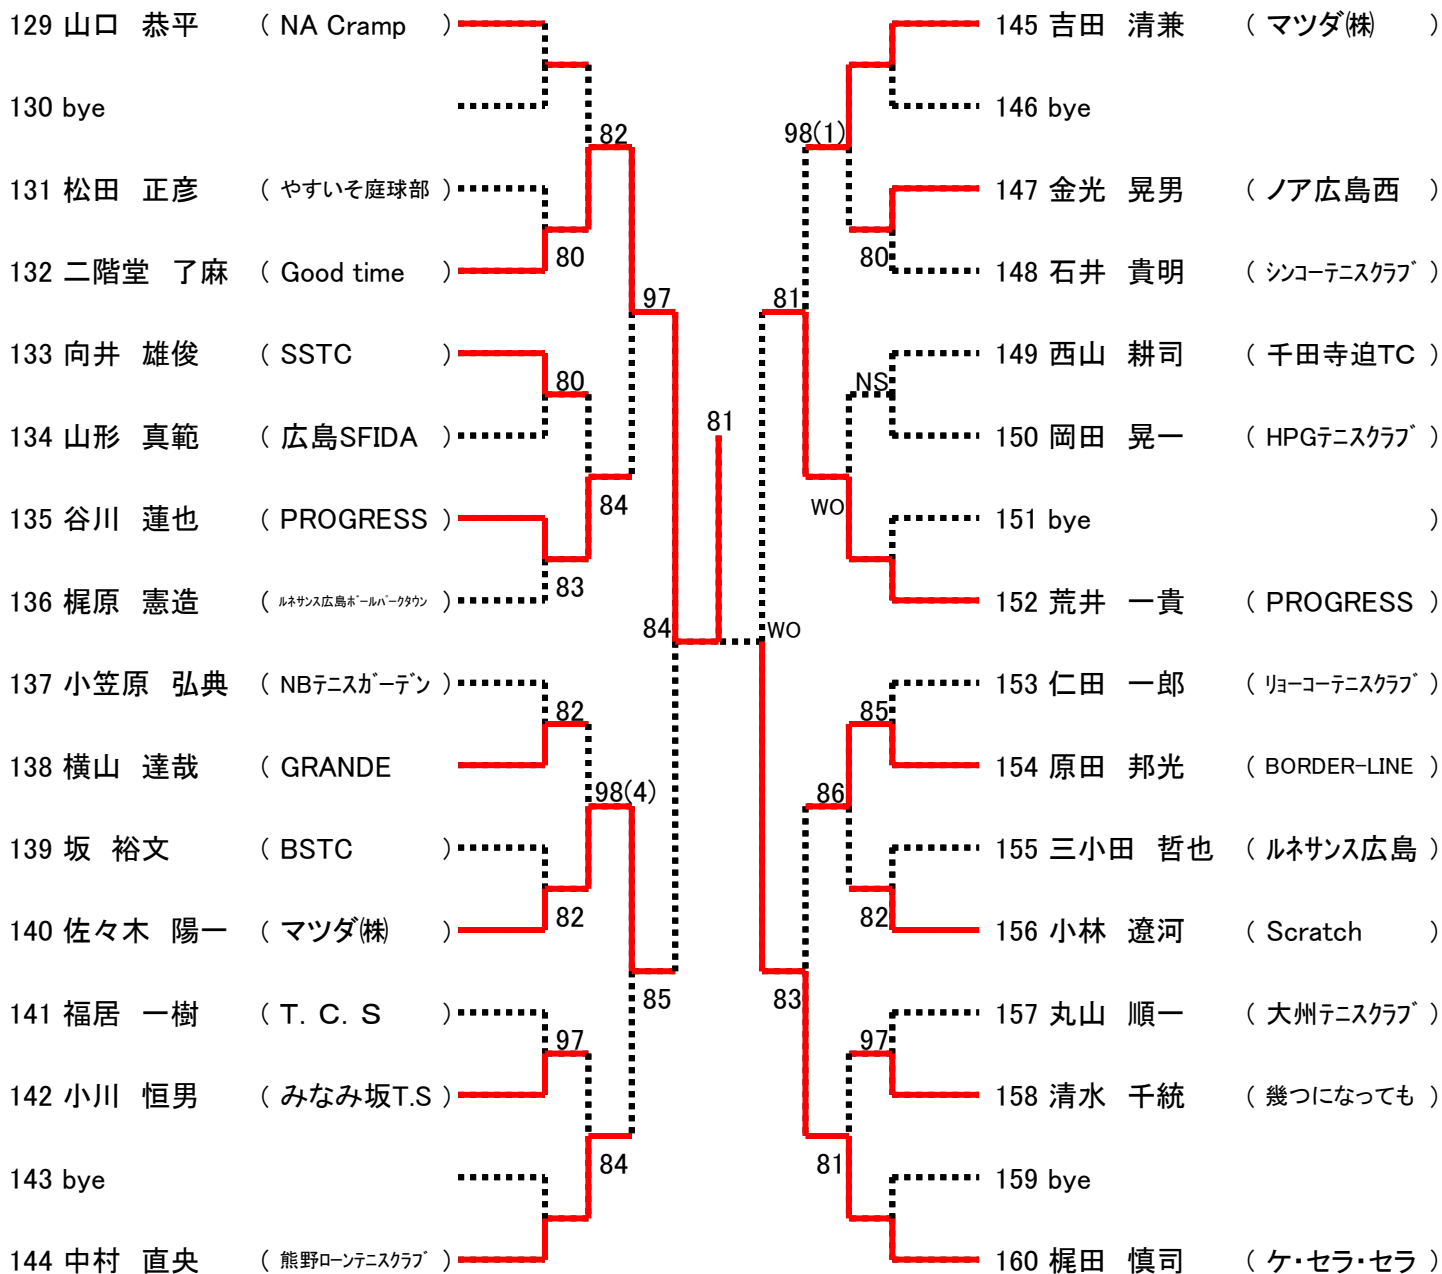 129 山口　恭平 ( NA Cramp )
130 bye
82
131 松田　正彦 ( やすいそ庭球部 )
80
132 二階堂　了麻 ( Good time )
97
133 向井　雄俊 ( SSTC )
80
134 山形　真範 ( 広島SFIDA )
84
135 谷川　蓮也 ( PROGRESS )
83
136 梶原　憲造 ( ﾙﾈｻﾝｽ広島ﾎﾞｰﾙﾊﾟｰｸﾀｳﾝ )
84
137 小笠原　弘典 ( NBﾃﾆｽｶﾞｰﾃﾞﾝ )
82
138 横山　達哉 ( GRANDE )
98(4)
139 坂　裕文 ( BSTC )
82
140 佐々木　陽一 ( マツダ㈱ )
85
141 福居　一樹 ( Ｔ．Ｃ．Ｓ )
97
142 小川　恒男 ( みなみ坂T.S )
84
143 bye
144 中村　直央 ( 熊野ﾛｰﾝﾃﾆｽｸﾗﾌﾞ )
81
145 吉田　清兼 ( マツダ㈱ )
146 bye
98(1)
147 金光　晃男 ( ノア広島西 )
80
148 石井　貴明 ( ｼﾝｺｰﾃﾆｽｸﾗﾌﾞ )
81
149 西山　耕司 ( 千田寺迫TC )
NS
150 岡田　晃一 ( HPGﾃﾆｽｸﾗﾌﾞ )
WO
151 bye )
152 荒井　一貴 ( PROGRESS )
WO
153 仁田　一郎 ( ﾘｮｰｺｰﾃﾆｽｸﾗﾌﾞ )
85
154 原田　邦光 ( BORDER-LINE )
86
155 三小田　哲也 ( ﾙﾈｻﾝｽ広島 )
82
156 小林　遼河 ( Scratch )
83
157 丸山　順一 ( 大州ﾃﾆｽｸﾗﾌﾞ )
97
158 清水　千統 ( 幾つになっても )
81
159 bye
160 梶田　慎司 ( ケ・セラ・セラ )